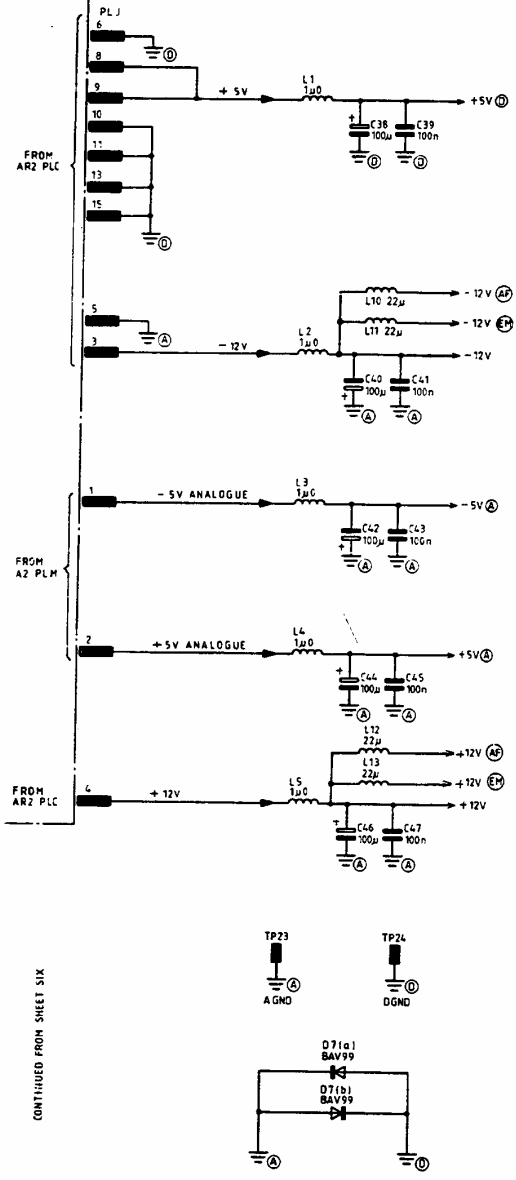 PLJ
6
D
8
9
+ 5V
L1
1µ0
+5V D
10
C38
100µ
C39
100n
D
D
11
FROM
AR2 PLC
13
15
D
L10 22µ
-12V AF
5
A
L11 22µ
-12V EM
3
-12V
L2
1µ0
-12V
C40
100µ
C41
100n
A
A
1
-5V ANALOGUE
L3
1µ0
-5V A
C42
100µ
C43
100n
A
A
FROM
A2 PLM
2
+5V ANALOGUE
L4
1µ0
+5V A
C44
100µ
C45
100n
A
A
L12
22µ
+12V AF
L13
22µ
+12V EM
FROM
AR2 PLC
4
+12V
L5
1µ0
+12V
C46
100µ
C47
100n
A
A
TP23
A
AGND
TP24
D
DGND
CONTINUED FROM SHEET SIX
D7(a)
BAV99
D7(b)
BAV99
A
D